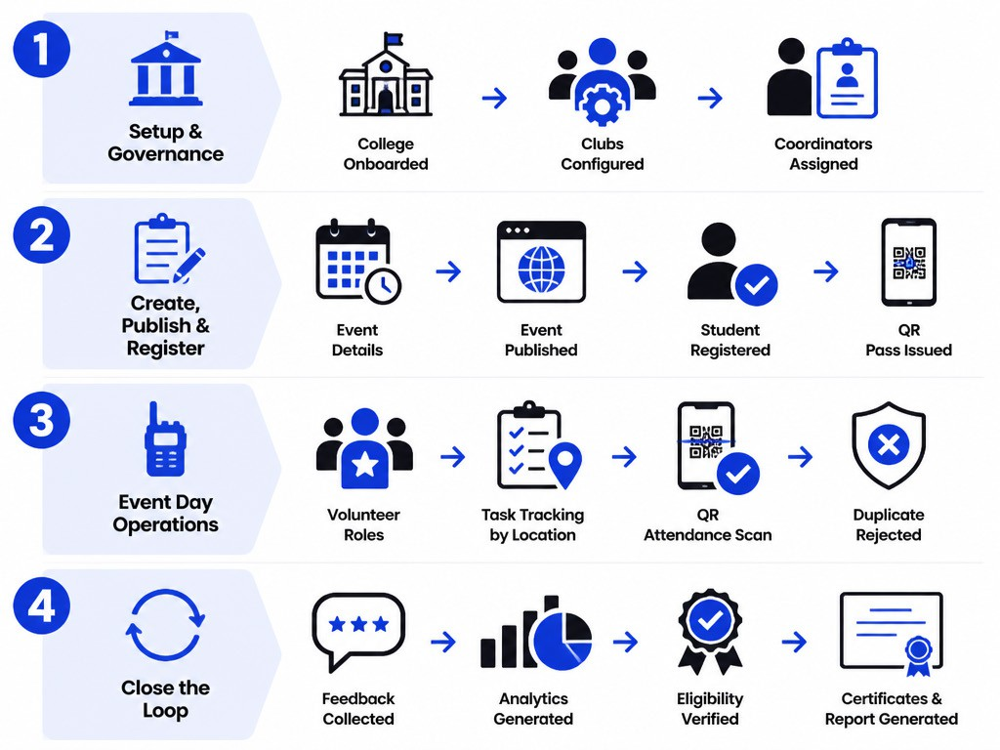 1
Setup &
Governance
College
Onboarded
Clubs
Configured
Coordinators
Assigned
2
Create,
Publish &
Register
Event
Details
Event
Published
Student
Registered
QR
Pass Issued
3
Event Day
Operations
Volunteer
Roles
Task Tracking
by Location
QR
Attendance Scan
Duplicate
Rejected
4
Close the
Loop
Feedback
Collected
Analytics
Generated
Eligibility
Verified
Certificates &
Report Generated